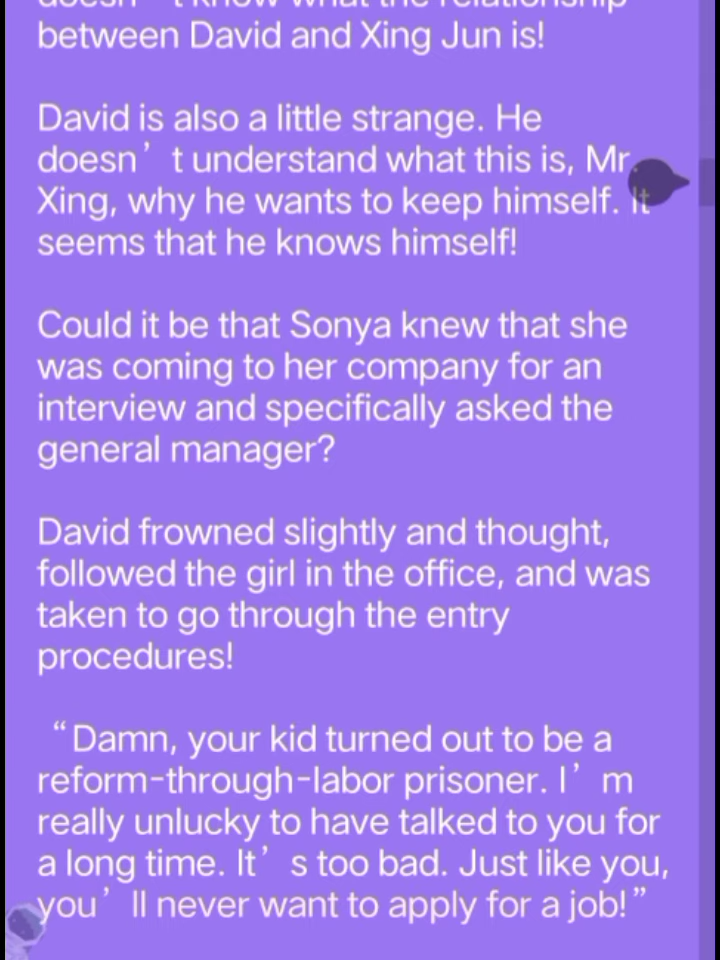 doesn’t know what the relationship
between David and Xing Jun is!
David is also a little strange. He
doesn’t understand what this is, Mr.
Xing, why he wants to keep himself. It
seems that he knows himself!
Could it be that Sonya knew that she
was coming to her company for an
interview and specifically asked the
general manager?
David frowned slightly and thought,
followed the girl in the office, and was
taken to go through the entry
procedures!
“Damn, your kid turned out to be a
reform-through-labor prisoner. I’m
really unlucky to have talked to you for
a long time. It’s too bad. Just like you,
you’ll never want to apply for a job!”